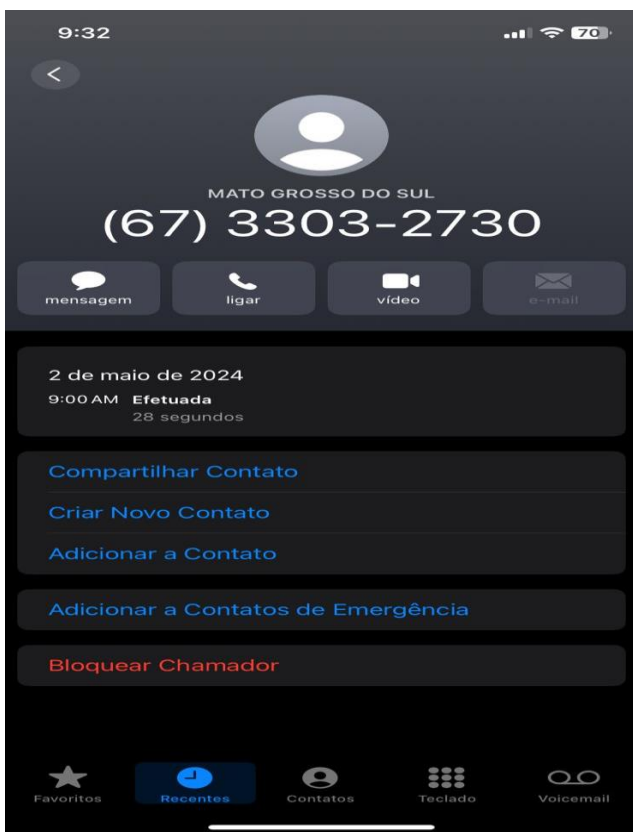 9:32
70
MATO GROSSO DO SUL
(67) 3303-2730
mensagem ligar vídeo e-mail
2 de maio de 2024
9:00 AM Efetuada
28 segundos
Compartilhar Contato
Criar Novo Contato
Adicionar a Contato
Adicionar a Contatos de Emergência
Bloquear Chamador
Favoritos Recentes Contatos Teclado Voicemail